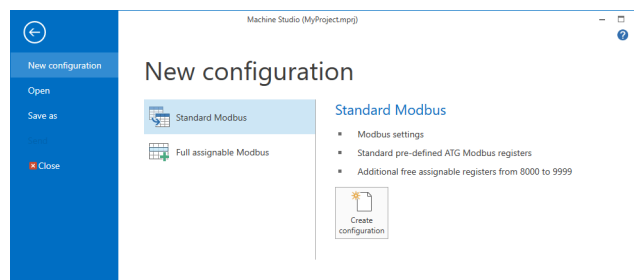 Machine Studio (MyProject.mprj)
New configuration
Open
Save as
Close
New configuration
Standard Modbus
Full assignable Modbus
Standard Modbus
Modbus settings
Standard pre-defined ATG Modbus registers
Additional free assignable registers from 8000 to 9999
Create
configuration